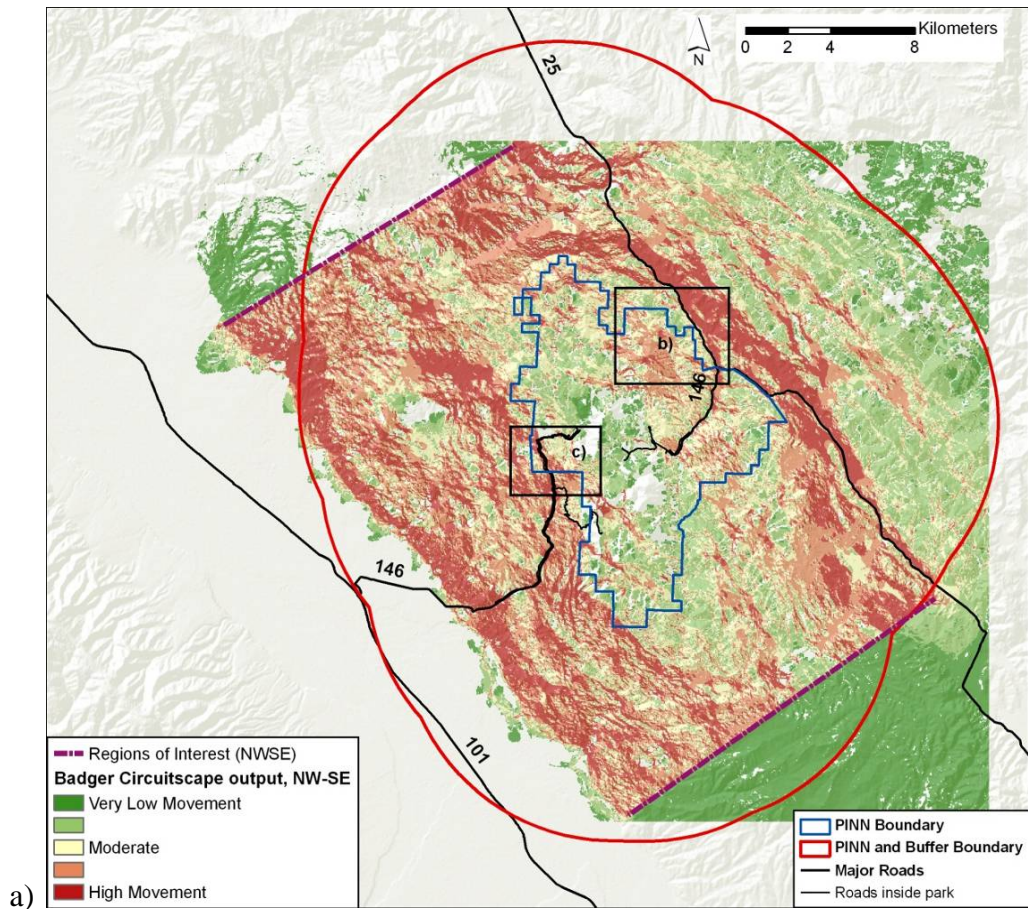 Kilometers
0 2 4 8
N
25
b)
146
c)
146
101
Regions of Interest (NWSE)
Badger Circuitscape output, NW-SE
Very Low Movement
Moderate
High Movement
PINN Boundary
PINN and Buffer Boundary
Major Roads
Roads inside park
a)